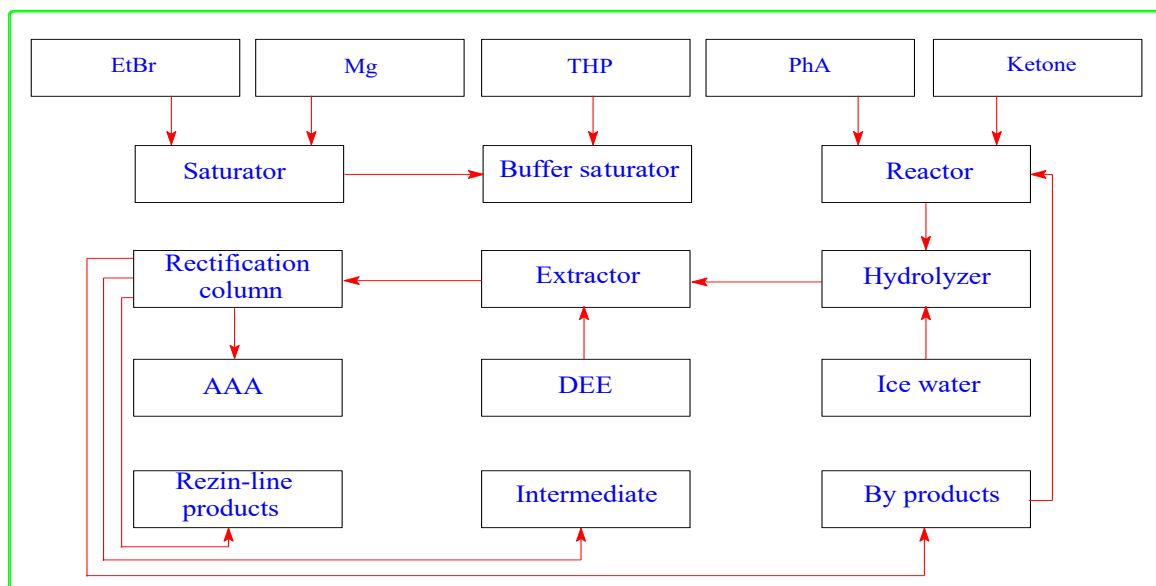 EtBr
Mg
THP
PhA
Ketone
Saturator
Buffer saturator
Reactor
Rectification
column
Extractor
Hydrolyzer
AAA
DEE
Ice water
Rezin-line
products
Intermediate
By products